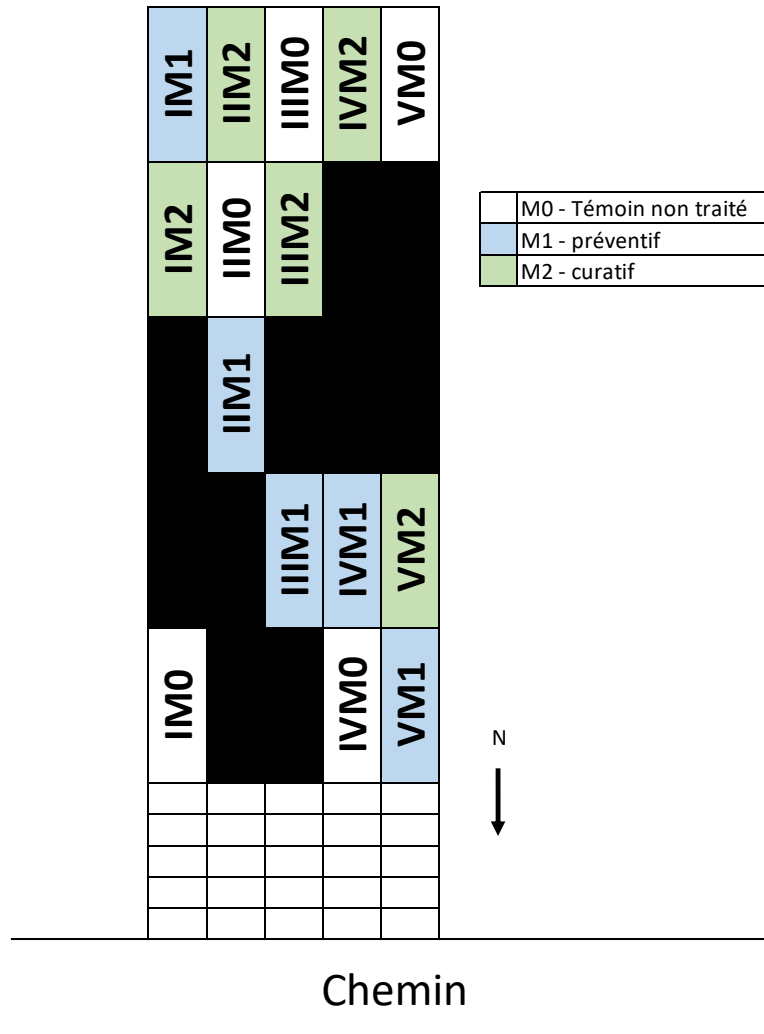 IM1
IIM2
IIIM0
IVM2
VM0
IM2
IIM0
IIIM2
M0 - Témoin non traité
M1 - préventif
M2 - curatif
IIM1
IIIM1
IVM1
VM2
IM0
IVM0
VM1
N
Chemin